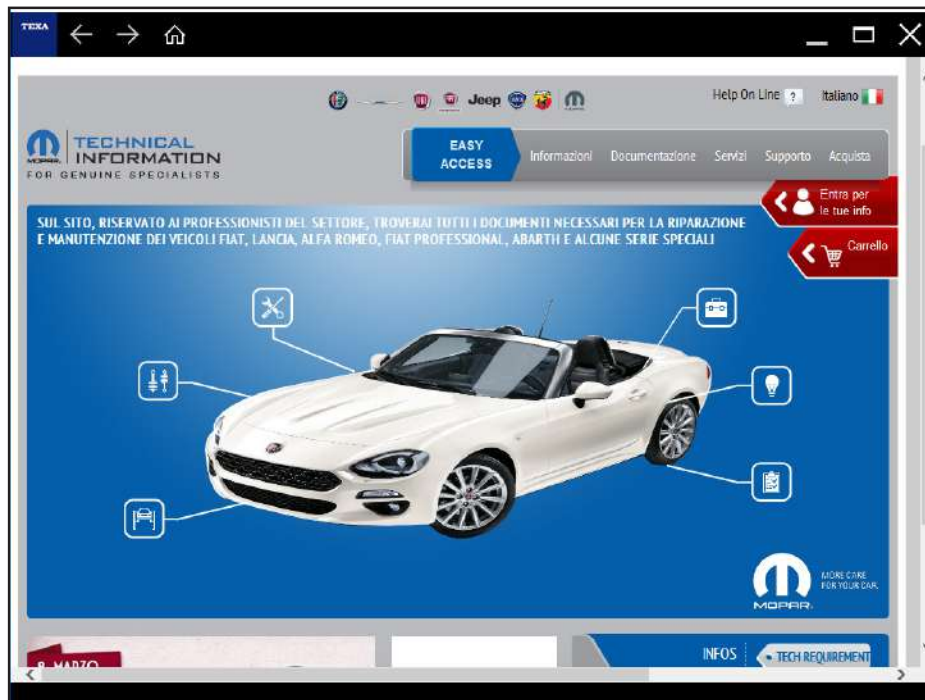 TEXA
Jeep
Help On Line ? Italiano
MOPAR.
TECHNICAL
INFORMATION
FOR GENUINE SPECIALISTS
EASY
ACCESS
Informazioni Documentazione Servizi Supporto Acquista
Entra per
le tue info
Carrello
SUL SITO, RISERVATO AI PROFESSIONISTI DEL SETTORE, TROVERAI TUTTI I DOCUMENTI NECESSARI PER LA RIPARAZIONE
E MANUTENZIONE DEI VEICOLI FIAT, LANCIA, ALFA ROMEO, FIAT PROFESSIONAL, ABARTH E ALCUNE SERIE SPECIALI
MOPAR.
MORE CARE
FOR YOUR CAR.
8 MARZO
INFOS
TECH REQUIREMENT